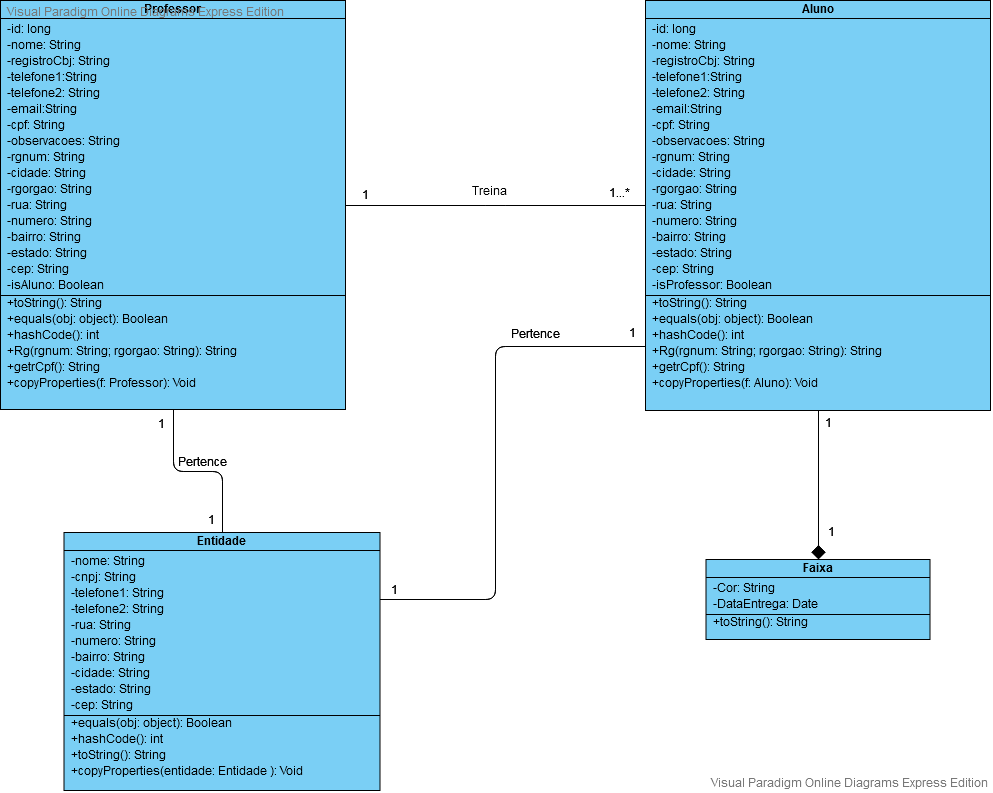 Visual Paradigm Online Diagrams Express Edition
Professor
-id: long
-nome: String
-registroCbj: String
-telefone1:String
-telefone2: String
-email:String
-cpf: String
-observacoes: String
-rgnum: String
-cidade: String
-rgorgao: String
-rua: String
-numero: String
-bairro: String
-estado: String
-cep: String
-isAluno: Boolean
+toString(): String
+equals(obj: object): Boolean
+hashCode(): int
+Rg(rgnum: String; rgorgao: String): String
+getrCpf(): String
+copyProperties(f: Professor): Void
1
Treina
1...*
Aluno
-id: long
-nome: String
-registroCbj: String
-telefone1:String
-telefone2: String
-email:String
-cpf: String
-observacoes: String
-rgnum: String
-cidade: String
-rgorgao: String
-rua: String
-numero: String
-bairro: String
-estado: String
-cep: String
-isProfessor: Boolean
+toString(): String
+equals(obj: object): Boolean
+hashCode(): int
+Rg(rgnum: String; rgorgao: String): String
+getrCpf(): String
+copyProperties(f: Aluno): Void
Pertence
1
1
Pertence
1
1
1
1
Entidade
-nome: String
-cnpj: String
-telefone1: String
-telefone2: String
-rua: String
-numero: String
-bairro: String
-cidade: String
-estado: String
-cep: String
+equals(obj: object): Boolean
+hashCode(): int
+toString(): String
+copyProperties(entidade: Entidade ): Void
Faixa
-Cor: String
-DataEntrega: Date
+toString(): String
Visual Paradigm Online Diagrams Express Edition